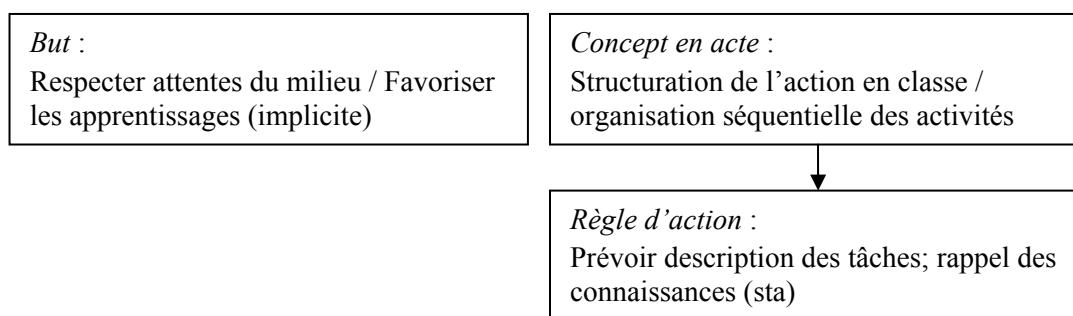 But :
Respecter attentes du milieu / Favoriser
les apprentissages (implicite)
Concept en acte :
Structuration de l’action en classe /
organisation séquentielle des activités
Règle d’action :
Prévoir description des tâches; rappel des
connaissances (sta)